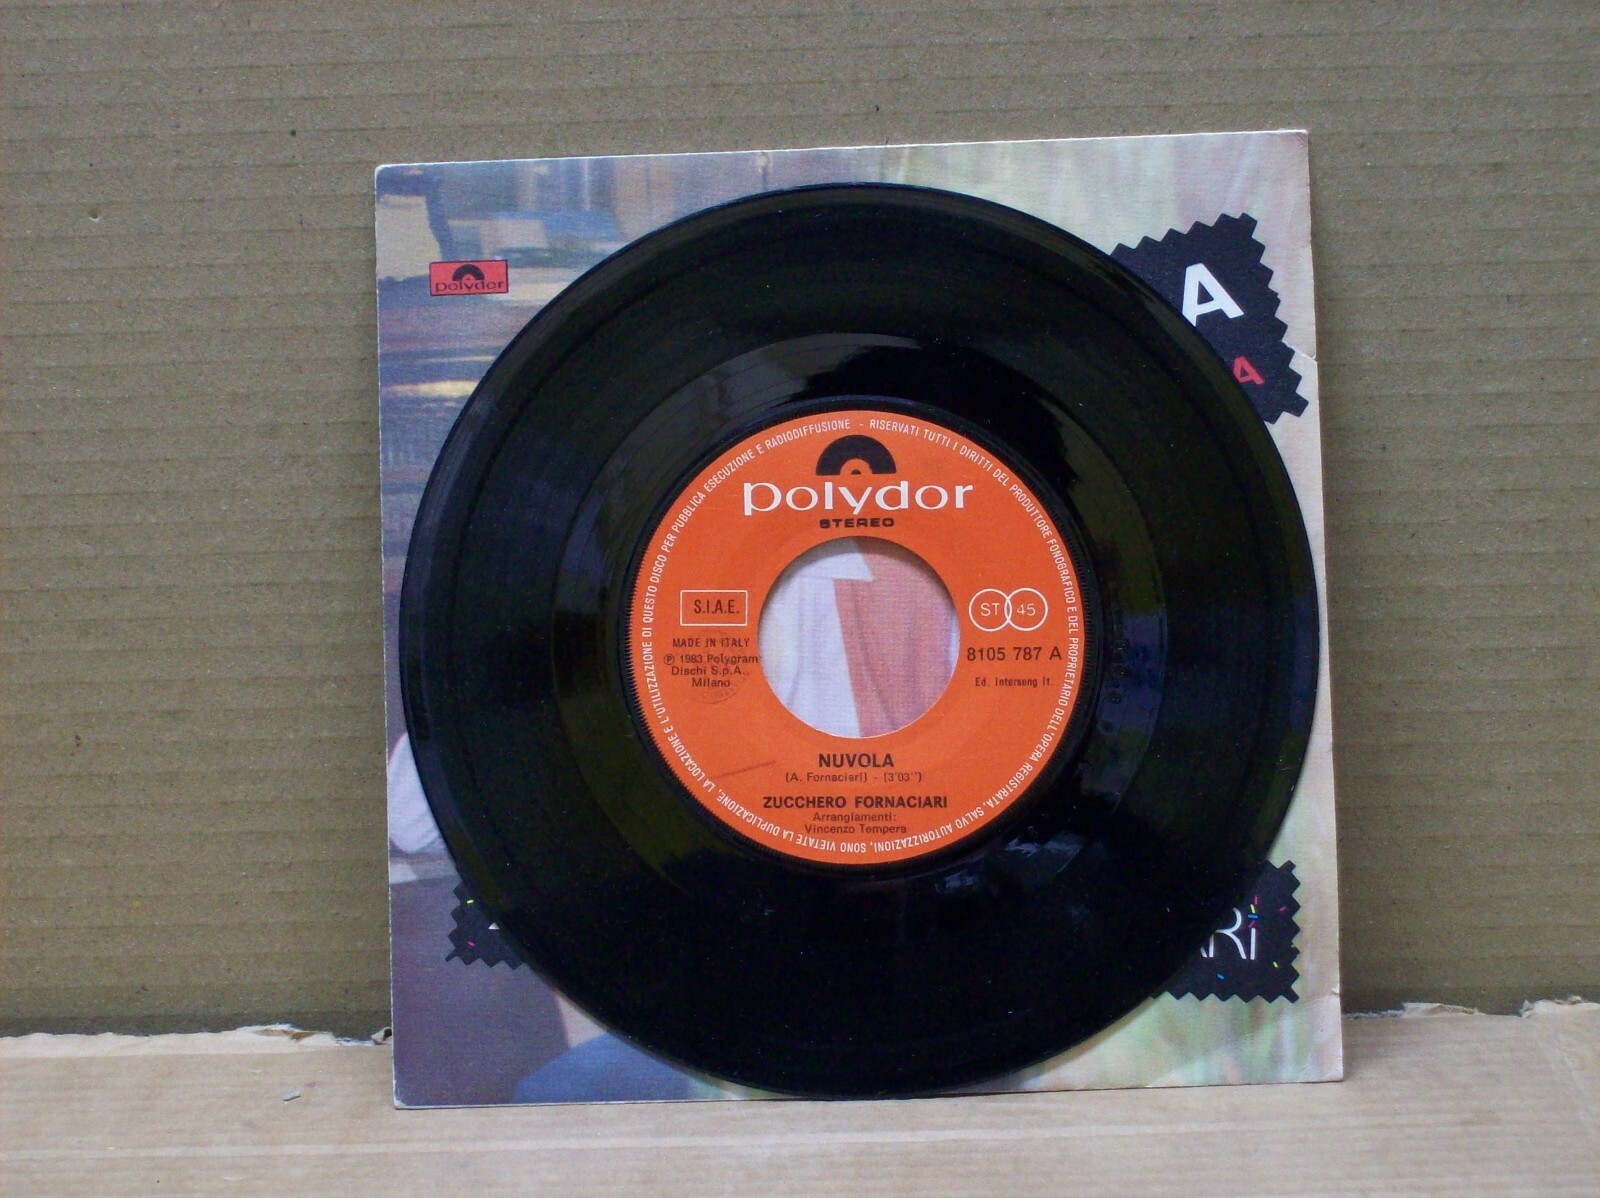 polydor
A
A
RISERVATI TUTTI I DIRITTI DEL PRODUTTORE FONOGRAFICO E DEL PROPRIETARIO DELL'OPERA REGISTRATA. SALVO AUTORIZZAZIONI, SONO VIETATE LA DUPLICAZIONE, LA LOCAZIONE E L'UTILIZZAZIONE DI QUESTO DISCO PER PUBBLICA ESECUZIONE E RADIODIFFUSIONE -
polydor
STEREO
S.I.A.E.
MADE IN ITALY
℗ 1983 Polygram
Dischi S.p.A.
Milano
ST 45
8105 787 A
Ed. Intersong It.
NUVOLA
(A. Fornaciari) - (3'03'')
ZUCCHERO FORNACIARI
Arrangiamenti:
Vincenzo Tempera
ARi